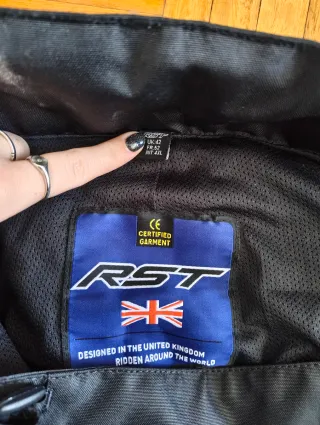 RST
UK:42
FR:52
INT:4XL
CE
CERTIFIED
GARMENT
RST
DESIGNED IN THE UNITED KINGDOM
RIDDEN AROUND THE WORLD